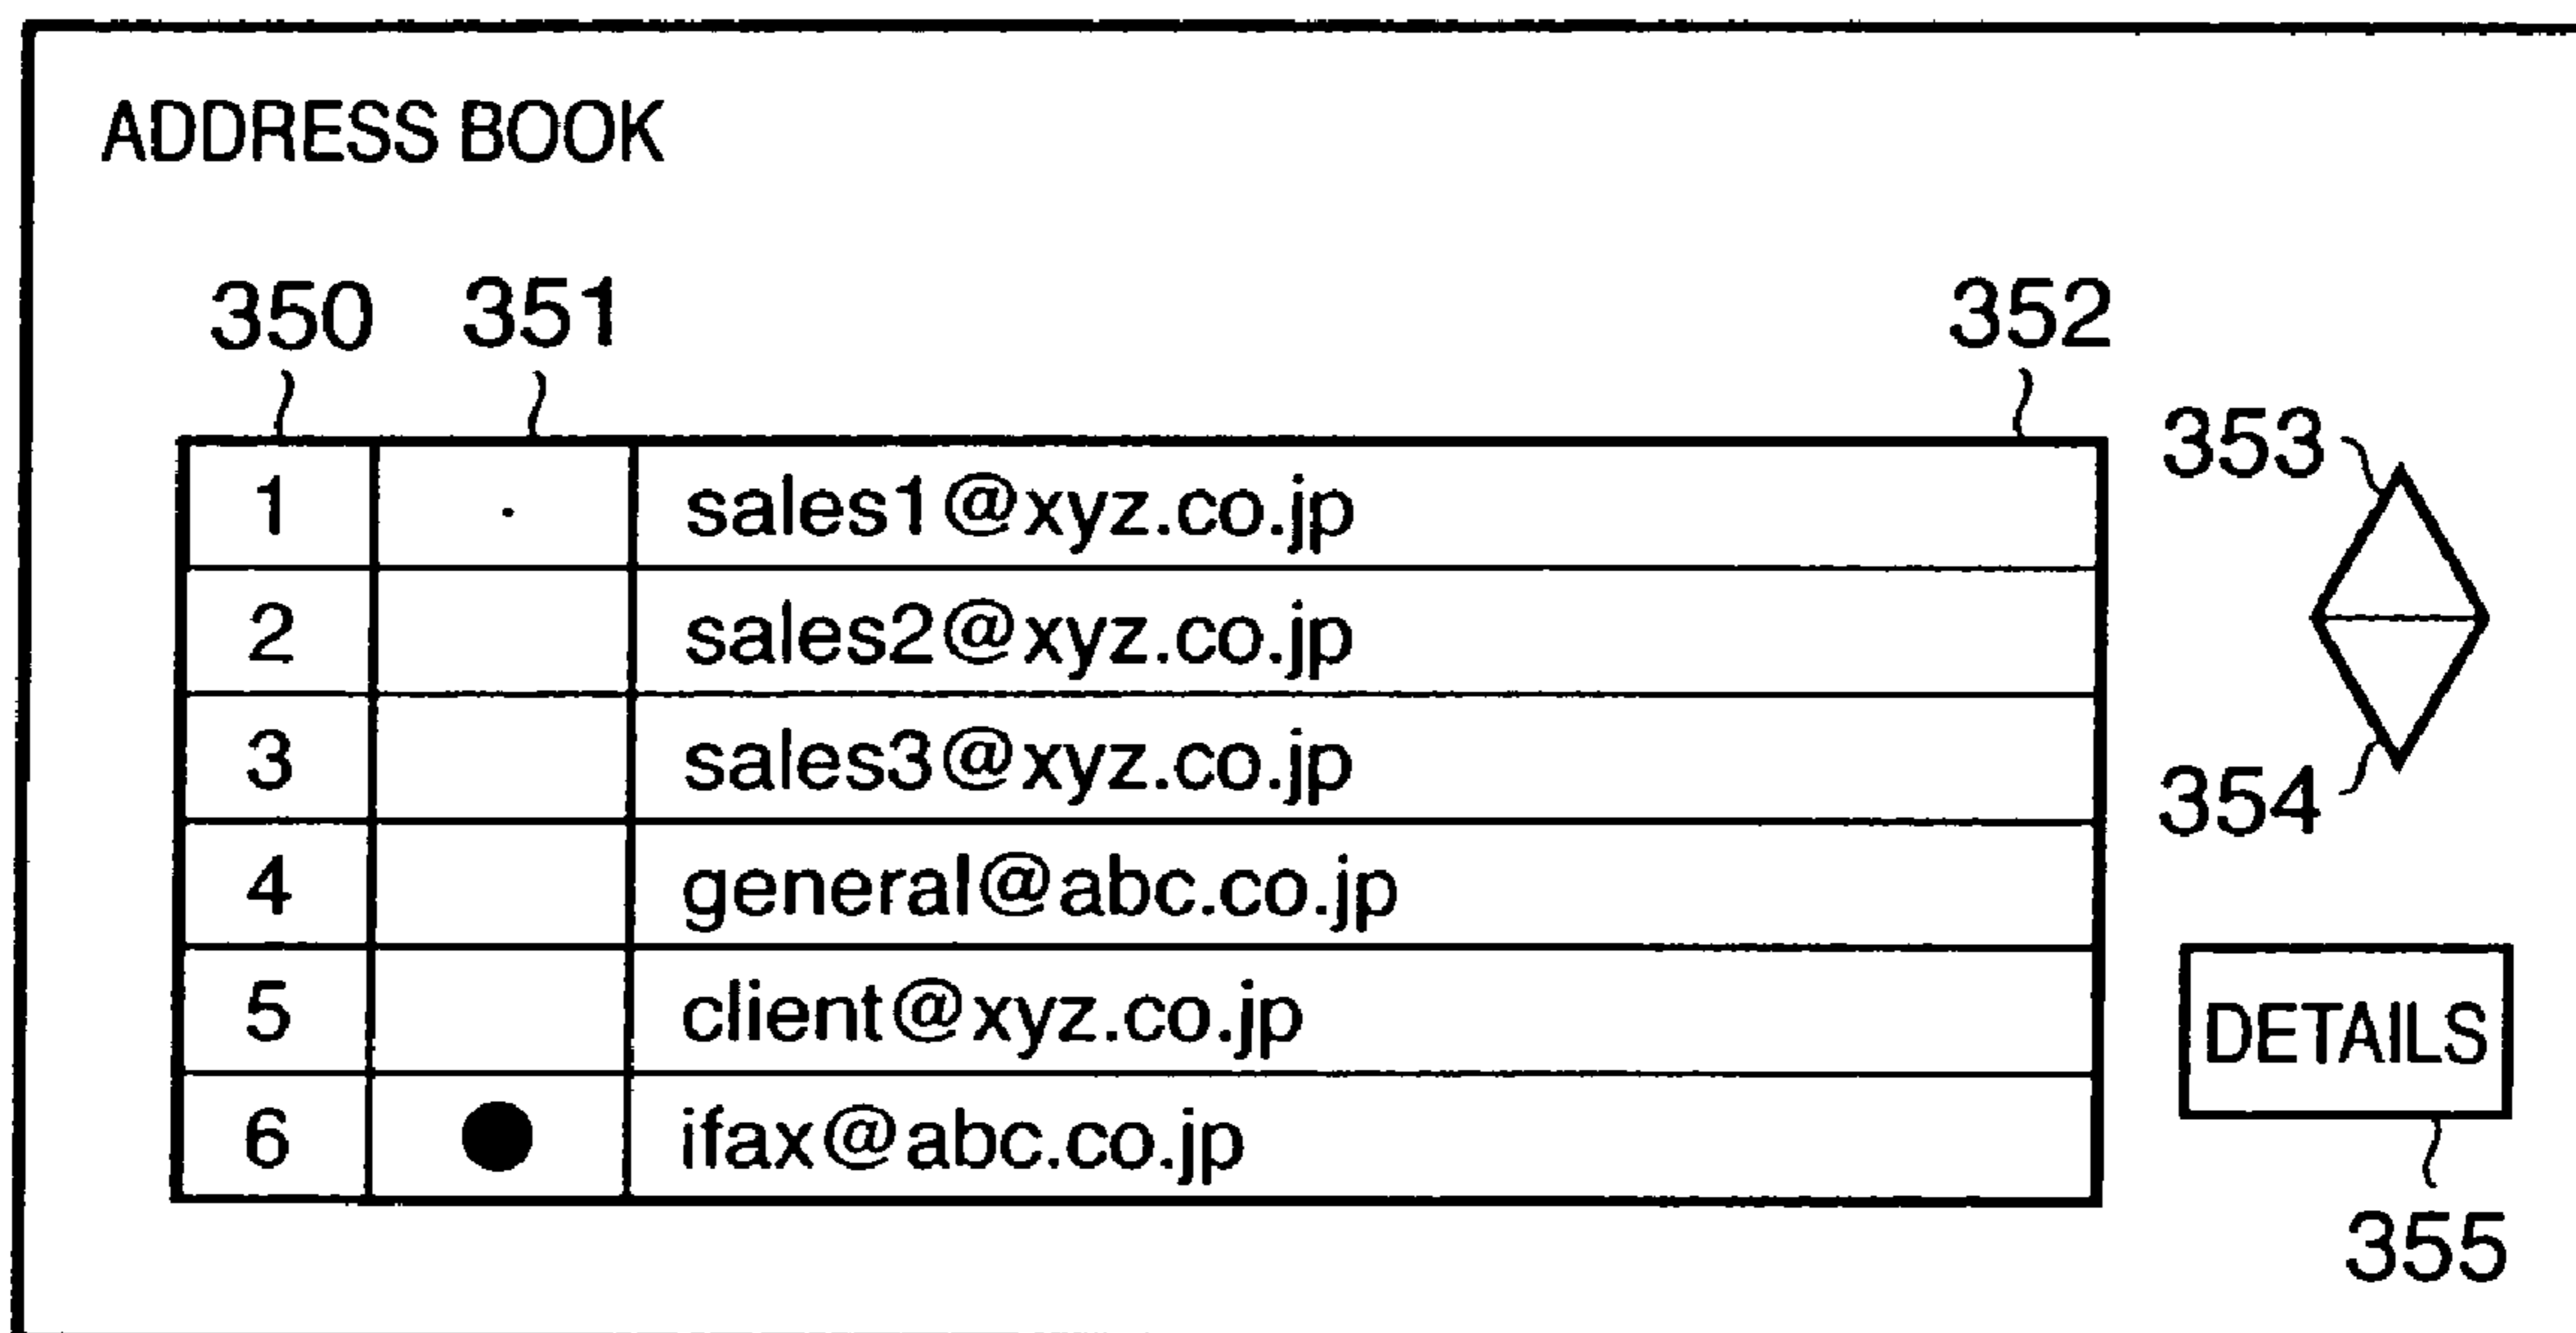 ADDRESS BOOK
350 351 352
353
1 sales1@xyz.co.jp
2 sales2@xyz.co.jp
3 sales3@xyz.co.jp
354
4 general@abc.co.jp
5 client@xyz.co.jp
DETAILS
6 ● ifax@abc.co.jp
355